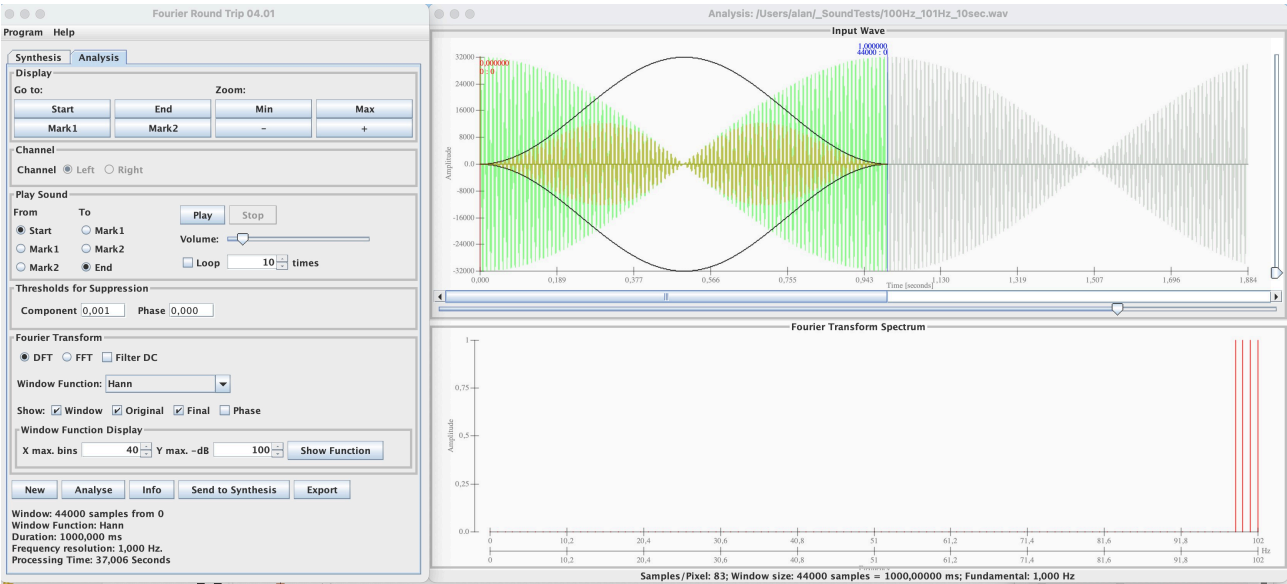 Fourier Round Trip 04.01
Program Help
Synthesis Analysis
Display
Go to: Zoom:
Start End Min Max
Mark1 Mark2 - +
Channel
Channel Left Right
Play Sound
From To
Play Stop
Start Mark1
Volume:
Mark1 Mark2
Loop 10 times
Mark2 End
Thresholds for Suppression
Component 0,001 Phase 0,000
Fourier Transform
DFT FFT Filter DC
Window Function: Hann
Show: Window Original Final Phase
Window Function Display
X max. bins 40 Y max. -dB 100 Show Function
New Analyse Info Send to Synthesis Export
Window: 44000 samples from 0
Window Function: Hann
Duration: 1000,000 ms
Frequency resolution: 1,000 Hz.
Processing Time: 37,006 Seconds
Analysis: /Users/alan/_SoundTests/100Hz_101Hz_10sec.wav
Input Wave
1,000000
44000 : 0
0,000000
0 : 0
32000
24000
16000
8000
0.0
-8000
-16000
-24000
-32000
Amplitude
0,000 0,189 0,377 0,566 0,755 0,943 1,130 1,319 1,507 1,696 1,884
Time [seconds]
Fourier Transform Spectrum
1
0,75
0,5
0,25
0.0
Amplitude
0 10,2 20,4 30,6 40,8 51 61,2 71,4 81,6 91,8 102
Hz
0 10,2 20,4 30,6 40,8 51 61,2 71,4 81,6 91,8 102
Samples/Pixel: 83; Window size: 44000 samples = 1000,00000 ms; Fundamental: 1,000 Hz